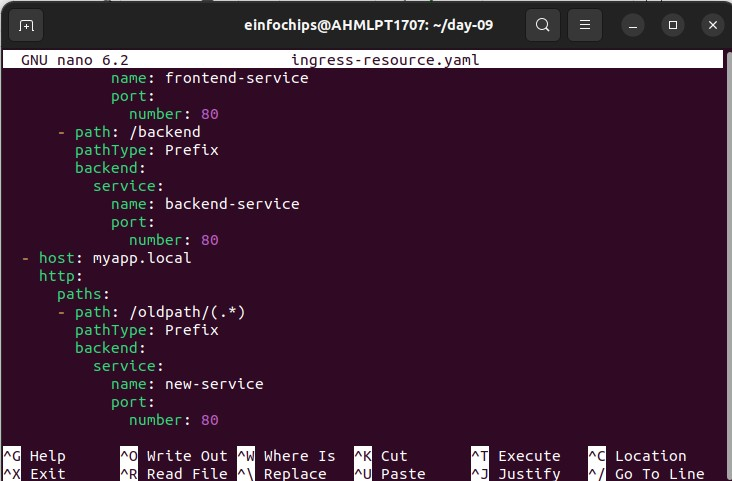 einfochips@AHMLPT1707: ~/day-09
GNU nano 6.2 ingress-resource.yaml
name: frontend-service
port:
number: 80
- path: /backend
pathType: Prefix
backend:
service:
name: backend-service
port:
number: 80
- host: myapp.local
http:
paths:
- path: /oldpath/(.*)
pathType: Prefix
backend:
service:
name: new-service
port:
number: 80
^G Help ^O Write Out ^W Where Is ^K Cut ^T Execute ^C Location
^X Exit ^R Read File ^\ Replace ^U Paste ^J Justify ^/ Go To Line